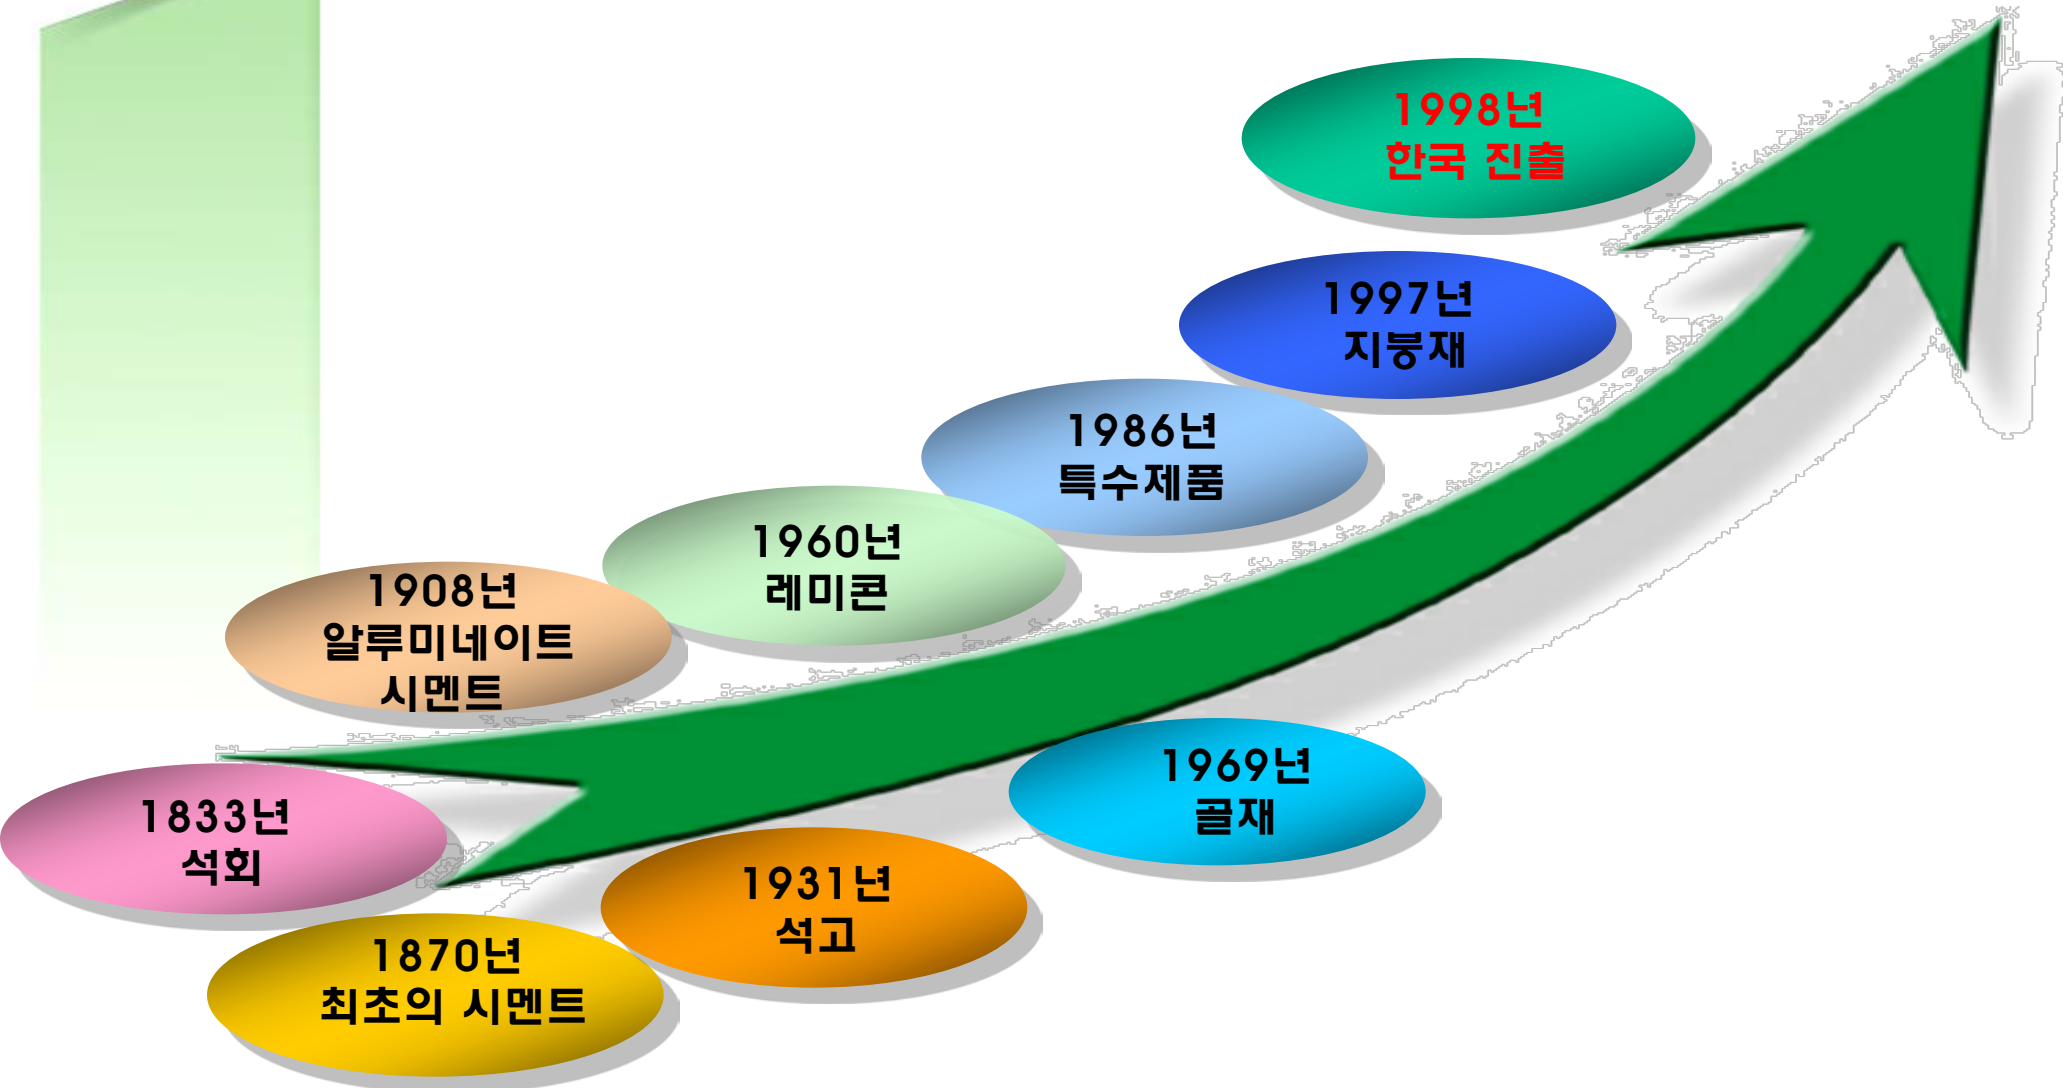 1998년
한국 진출
1997년
지붕재
1986년
특수제품
1960년
레미콘
1908년
알루미네이트
시멘트
1969년
골재
1833년
석회
1931년
석고
1870년
최초의 시멘트